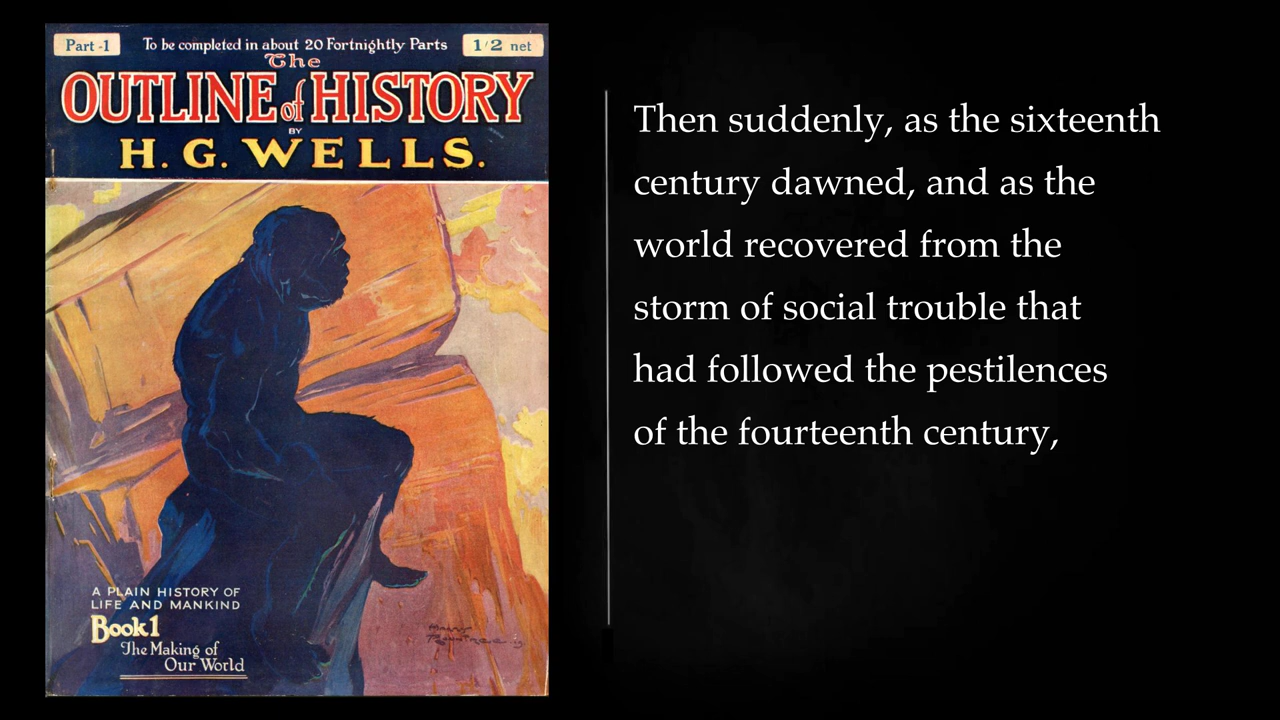 Part -1
To be completed in about 20 Fortnightly Parts
1/2 net
The
OUTLINE of HISTORY
BY
H. G. WELLS.
A PLAIN HISTORY OF
LIFE AND MANKIND
Book 1
The Making of
Our World
Then suddenly, as the sixteenth
century dawned, and as the
world recovered from the
storm of social trouble that
had followed the pestilences
of the fourteenth century,